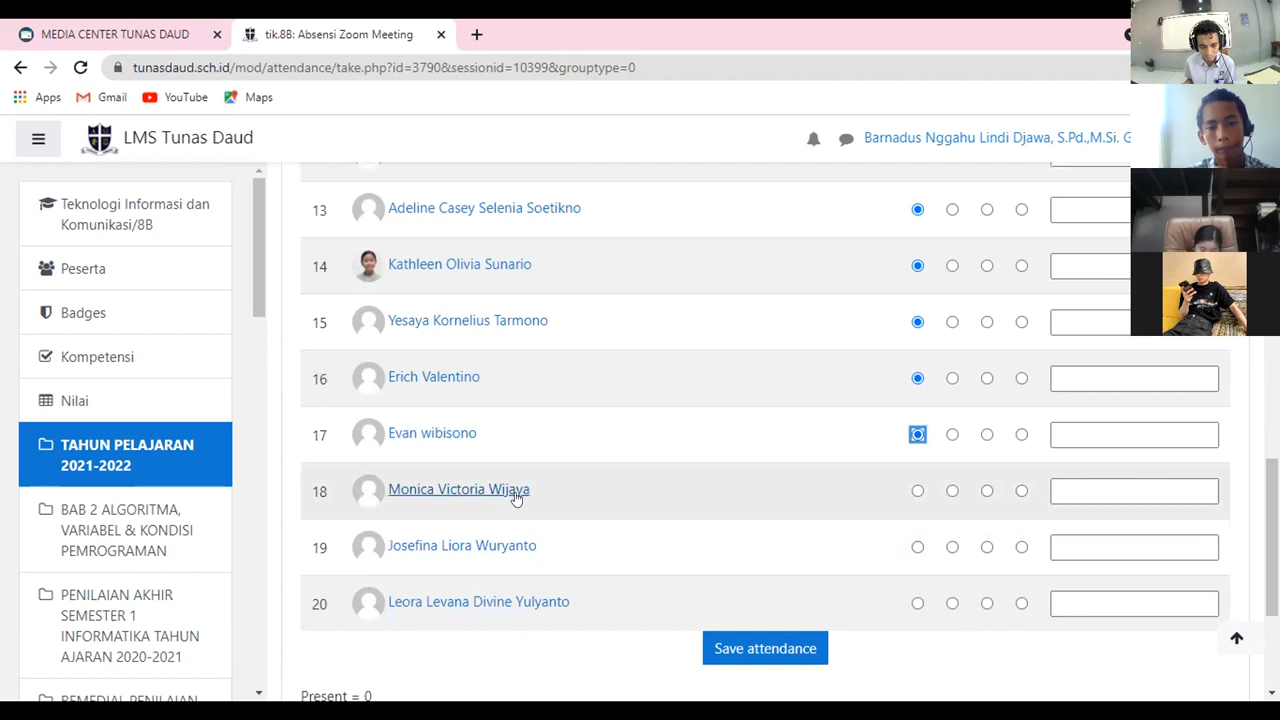 MEDIA CENTER TUNAS DAUD
tik.8B: Absensi Zoom Meeting
tunasdaud.sch.id/mod/attendance/take.php?id=3790&sessionid=10399&grouptype=0
Apps
Gmail
YouTube
Maps
LMS Tunas Daud
Barnadus Nggahu Lindi Djawa, S.Pd.,M.Si. G
Teknologi Informasi dan
Komunikasi/8B
Peserta
Badges
Kompetensi
Nilai
TAHUN PELAJARAN
2021-2022
BAB 2 ALGORITMA,
VARIABEL & KONDISI
PEMROGRAMAN
PENILAIAN AKHIR
SEMESTER 1
INFORMATIKA TAHUN
AJARAN 2020-2021
REMEDIAL PENILAIAN
13 Adeline Casey Selenia Soetikno
14 Kathleen Olivia Sunario
15 Yesaya Kornelius Tarmono
16 Erich Valentino
17 Evan wibisono
18 Monica Victoria Wijaya
19 Josefina Liora Wuryanto
20 Leora Levana Divine Yulyanto
Save attendance
Present = 0